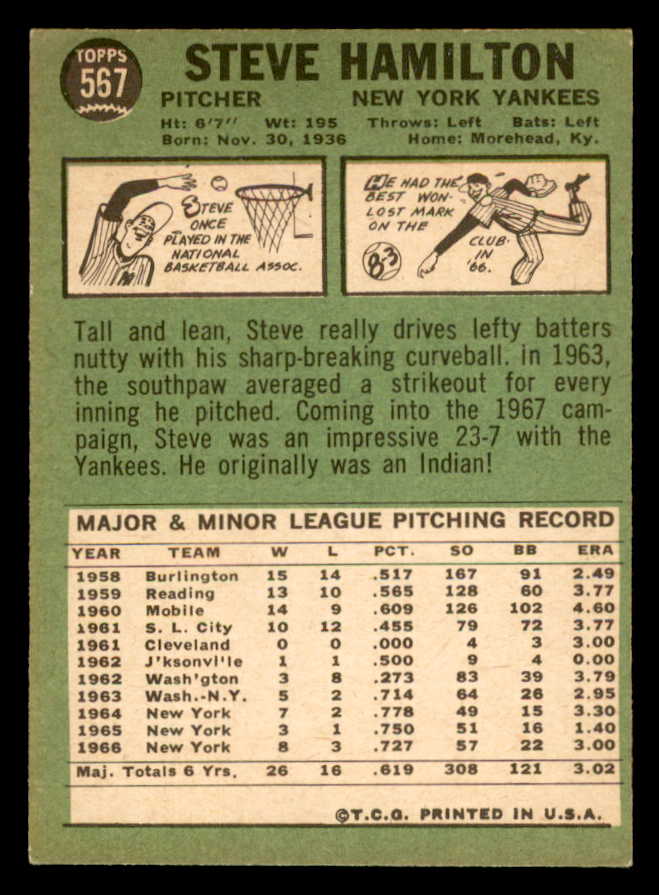 TOPPS
567
STEVE HAMILTON
PITCHER NEW YORK YANKEES
Ht: 6'7" Wt: 195 Throws: Left Bats: Left
Born: Nov. 30, 1936 Home: Morehead, Ky.
STEVE
ONCE
PLAYED IN THE
NATIONAL
BASKETBALL ASSOC.
HE HAD THE
BEST WON-
LOST MARK
ON THE
CLUB
IN
'66.
8-3
Tall and lean, Steve really drives lefty batters
nutty with his sharp-breaking curveball. in 1963,
the southpaw averaged a strikeout for every
inning he pitched. Coming into the 1967 cam-
paign, Steve was an impressive 23-7 with the
Yankees. He originally was an Indian!
MAJOR & MINOR LEAGUE PITCHING RECORD
YEAR TEAM W L PCT. SO BB ERA
1958 Burlington 15 14 .517 167 91 2.49
1959 Reading 13 10 .565 128 60 3.77
1960 Mobile 14 9 .609 126 102 4.60
1961 S. L. City 10 12 .455 79 72 3.77
1961 Cleveland 0 0 .000 4 3 3.00
1962 J'ksonvl'le 1 1 .500 9 4 0.00
1962 Wash'gton 3 8 .273 83 39 3.79
1963 Wash.-N.Y. 5 2 .714 64 26 2.95
1964 New York 7 2 .778 49 15 3.30
1965 New York 3 1 .750 51 16 1.40
1966 New York 8 3 .727 57 22 3.00
Maj. Totals 6 Yrs. 26 16 .619 308 121 3.02
©T.C.G. PRINTED IN U.S.A.